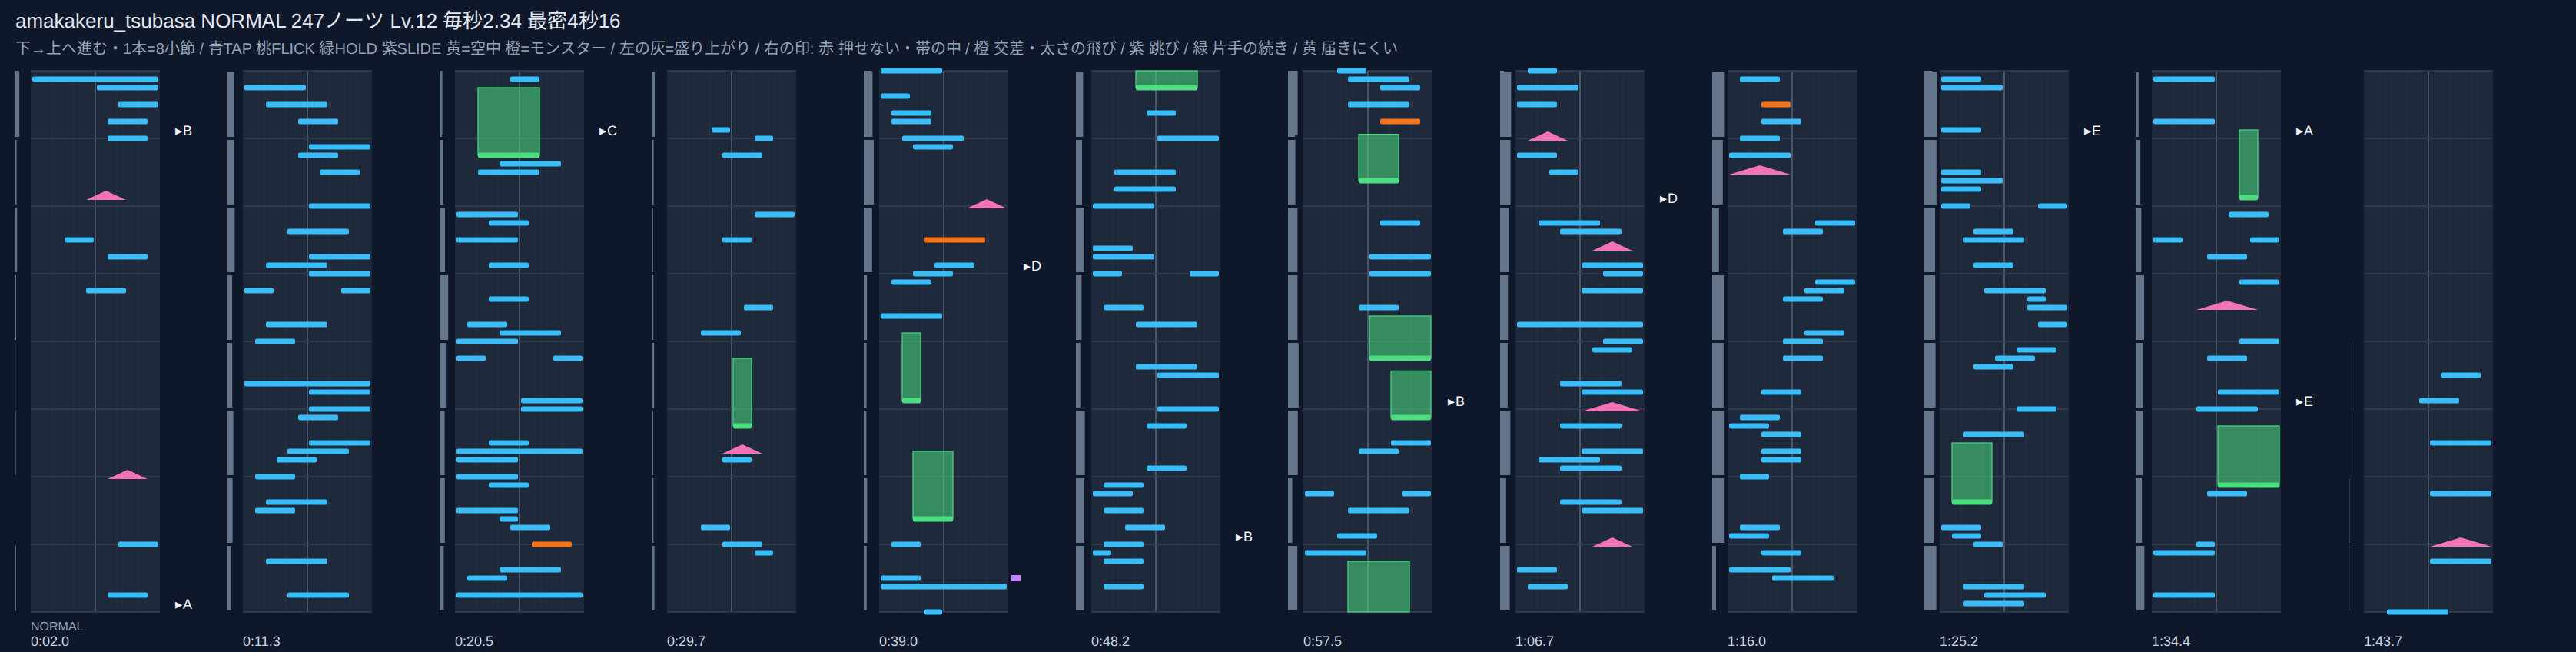 amakakeru_tsubasa NORMAL 247ノーツ Lv.12 毎秒2.34 最密4秒16
下→上へ進む・1本=8小節 / 青TAP 桃FLICK 緑HOLD 紫SLIDE 黄=空中 橙=モンスター / 左の灰=盛り上がり / 右の印: 赤 押せない・帯の中 / 橙 交差・太さの飛び / 紫 跳び / 緑 片手の続き / 黄 届きにくい
▸B
▸A
▸C
▸D
▸B
▸B
▸D
▸E
▸A
▸E
NORMAL
0:02.0
0:11.3
0:20.5
0:29.7
0:39.0
0:48.2
0:57.5
1:06.7
1:16.0
1:25.2
1:34.4
1:43.7